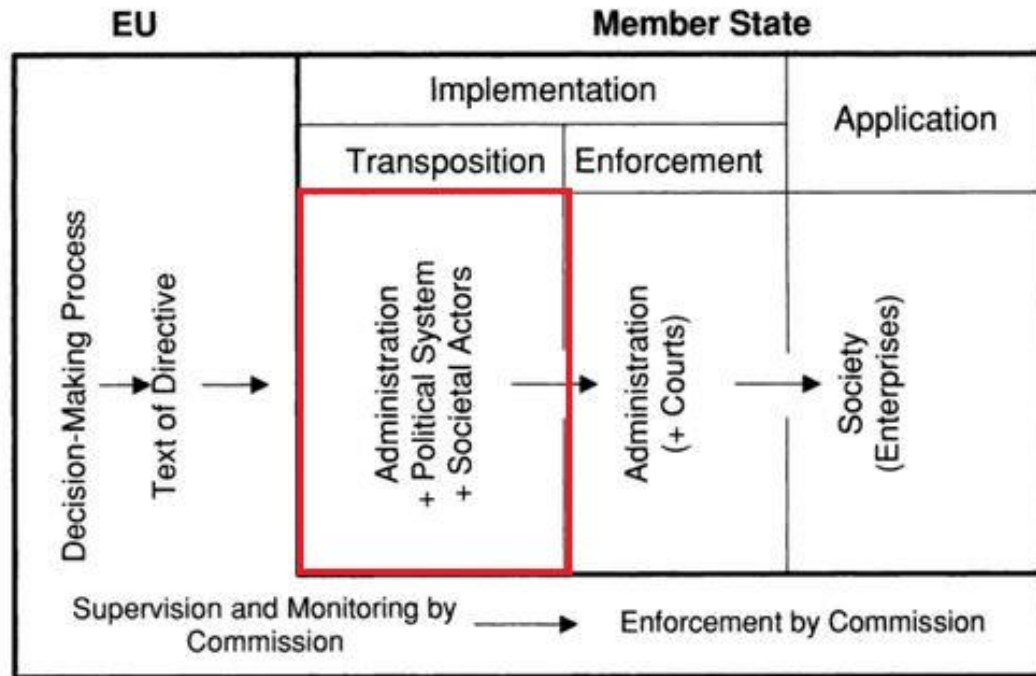 EU
Member State
Implementation
Application
Transposition
Enforcement
Decision-Making Process
Text of Directive
Administration
+ Political System
+ Societal Actors
Administration
(+ Courts)
Society
(Enterprises)
Supervision and Monitoring by
Commission
Enforcement by Commission